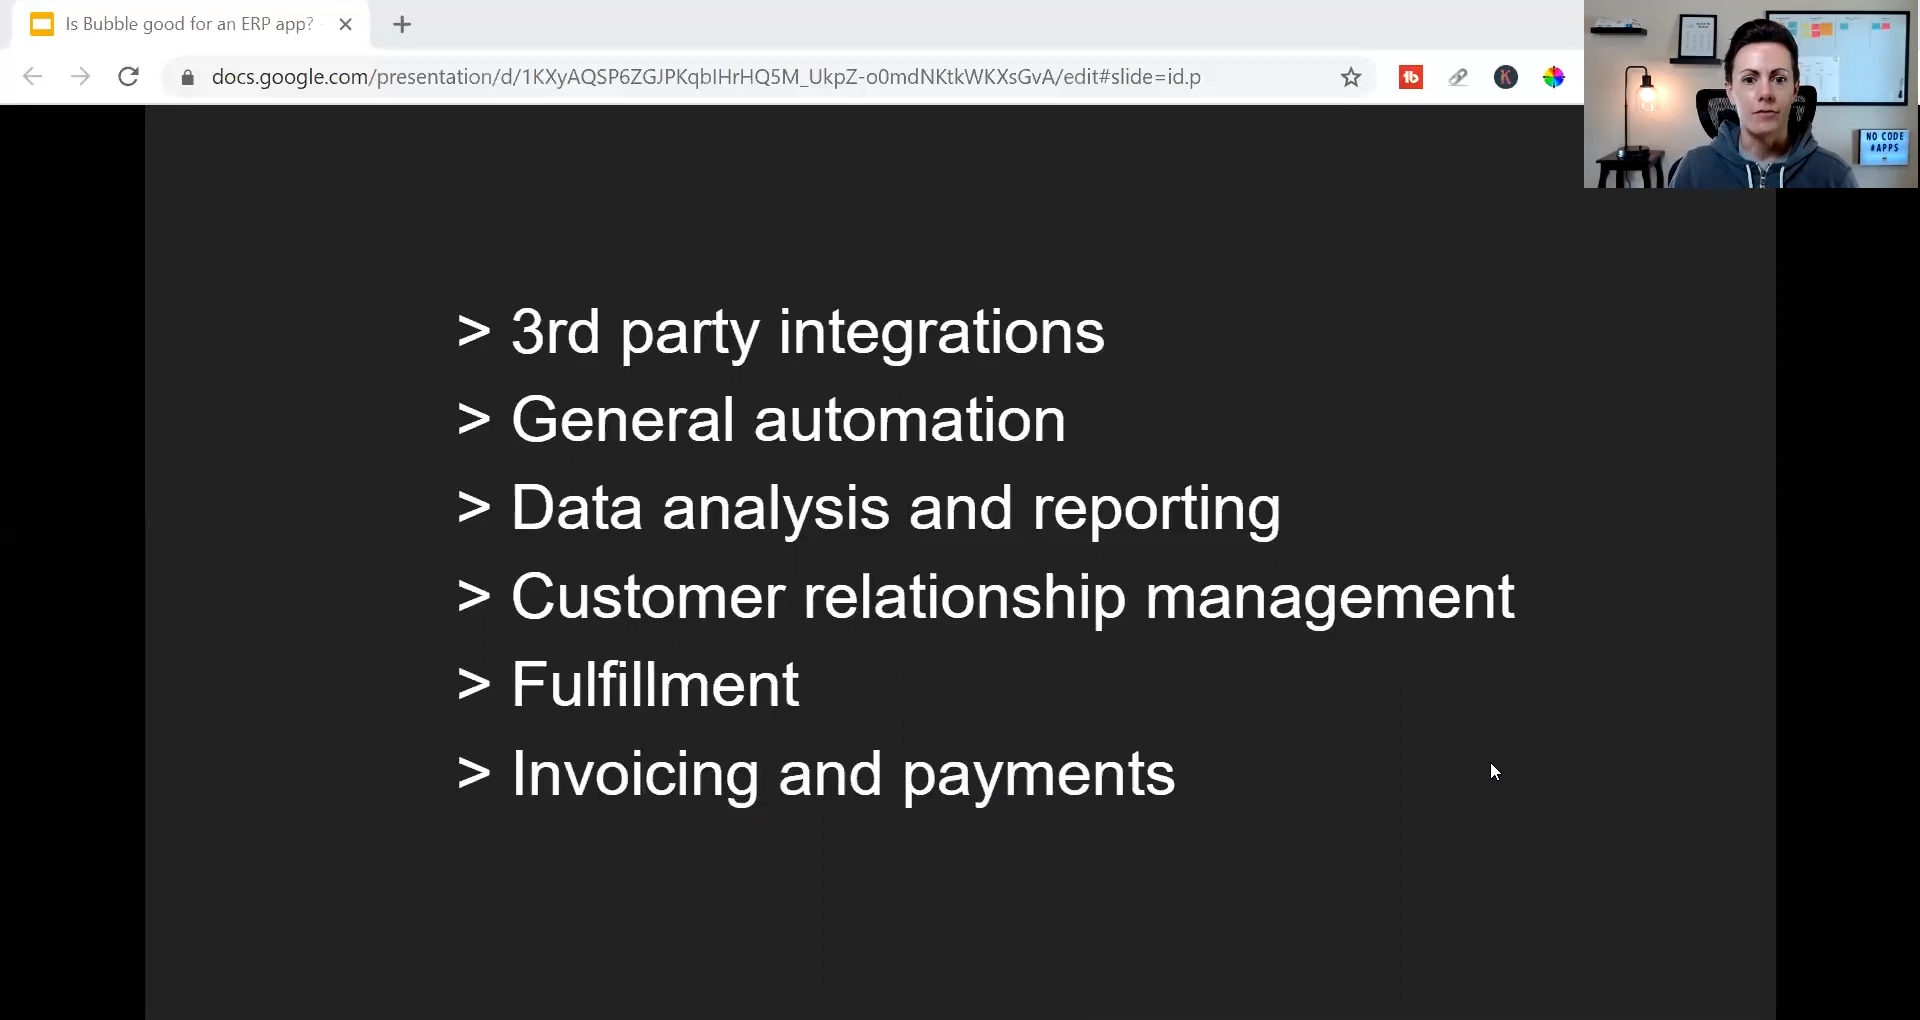 Is Bubble good for an ERP app?
docs.google.com/presentation/d/1KXyAQSP6ZGJPKqbIHrHQ5M_UkpZ-o0mdNKtkWKXsGvA/edit#slide=id.p
NO CODE
#APPS
> 3rd party integrations
> General automation
> Data analysis and reporting
> Customer relationship management
> Fulfillment
> Invoicing and payments